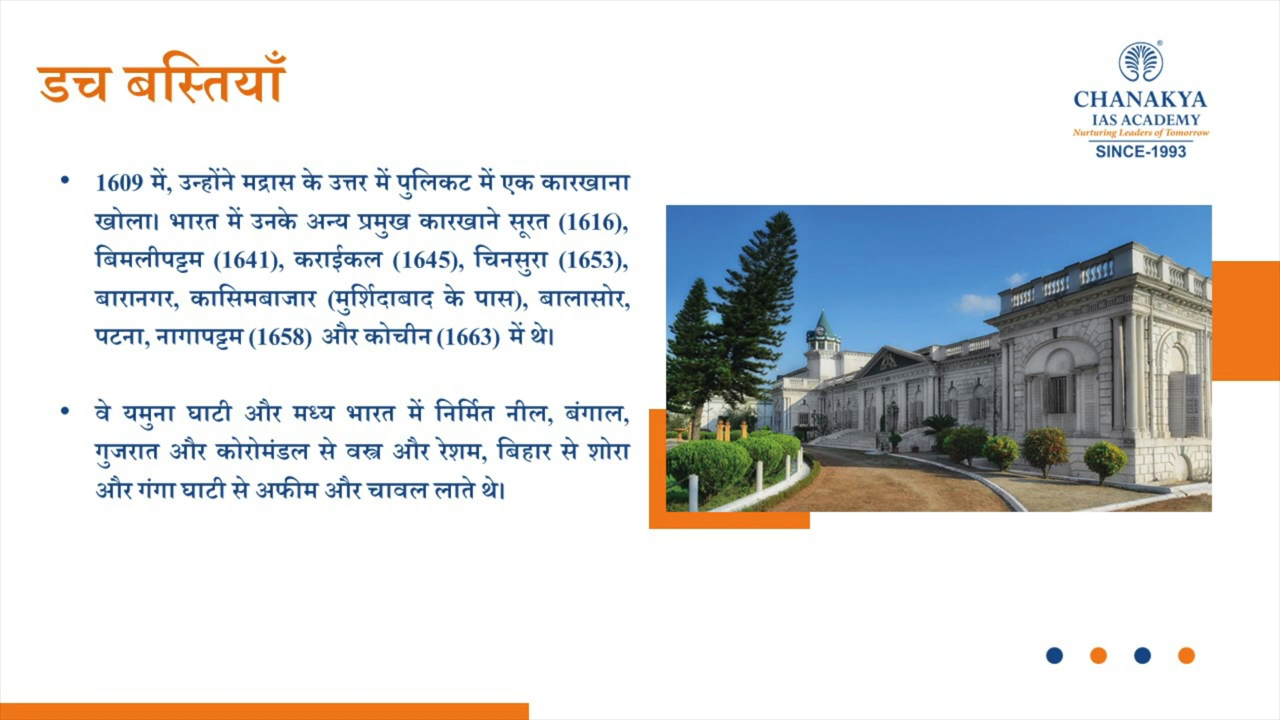 डच बस्तियाँ
CHANAKYA
IAS ACADEMY
Nurturing Leaders of Tomorrow
SINCE-1993
• 1609 में, उन्होंने मद्रास के उत्तर में पुलिकट में एक कारखाना
खोला। भारत में उनके अन्य प्रमुख कारखाने सूरत (1616),
बिमलीपट्टम (1641), कराईकल (1645), चिनसुरा (1653),
बारानगर, कासिमबाजार (मुर्शिदाबाद के पास), बालासोर,
पटना, नागापट्टम (1658) और कोचीन (1663) में थे।
• वे यमुना घाटी और मध्य भारत में निर्मित नील, बंगाल,
गुजरात और कोरोमंडल से वस्त्र और रेशम, बिहार से शोरा
और गंगा घाटी से अफीम और चावल लाते थे।